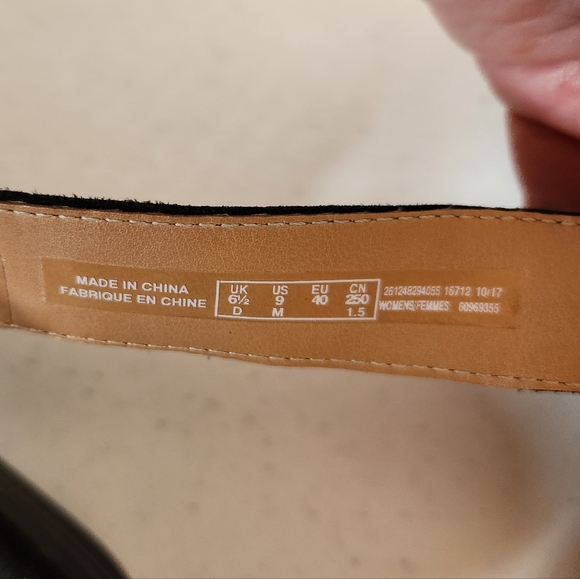 MADE IN CHINA
FABRIQUE EN CHINE
UK US EU CN
6½ 9 40 250
D M 1.5
261248294065 16712 10/17
WOMENS/FEMMES 60969355